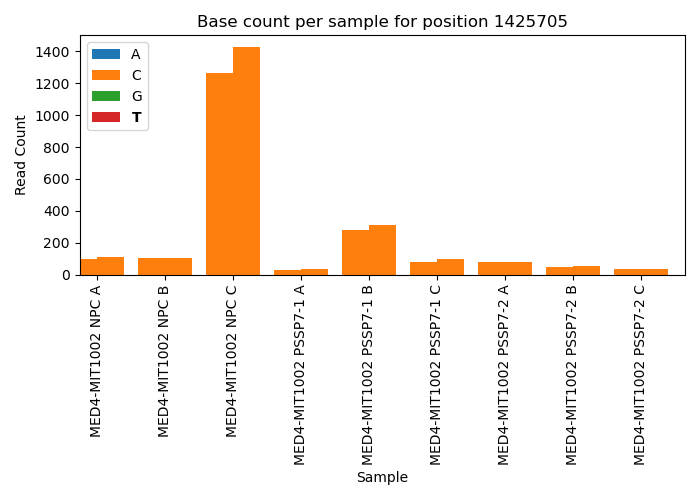 Base count per sample for position 1425705
1400
1200
1000
800
600
400
200
0
Read Count
A
C
G
T
MED4-MIT1002 NPC A
MED4-MIT1002 NPC B
MED4-MIT1002 NPC C
MED4-MIT1002 PSSP7-1 A
MED4-MIT1002 PSSP7-1 B
MED4-MIT1002 PSSP7-1 C
MED4-MIT1002 PSSP7-2 A
MED4-MIT1002 PSSP7-2 B
MED4-MIT1002 PSSP7-2 C
Sample